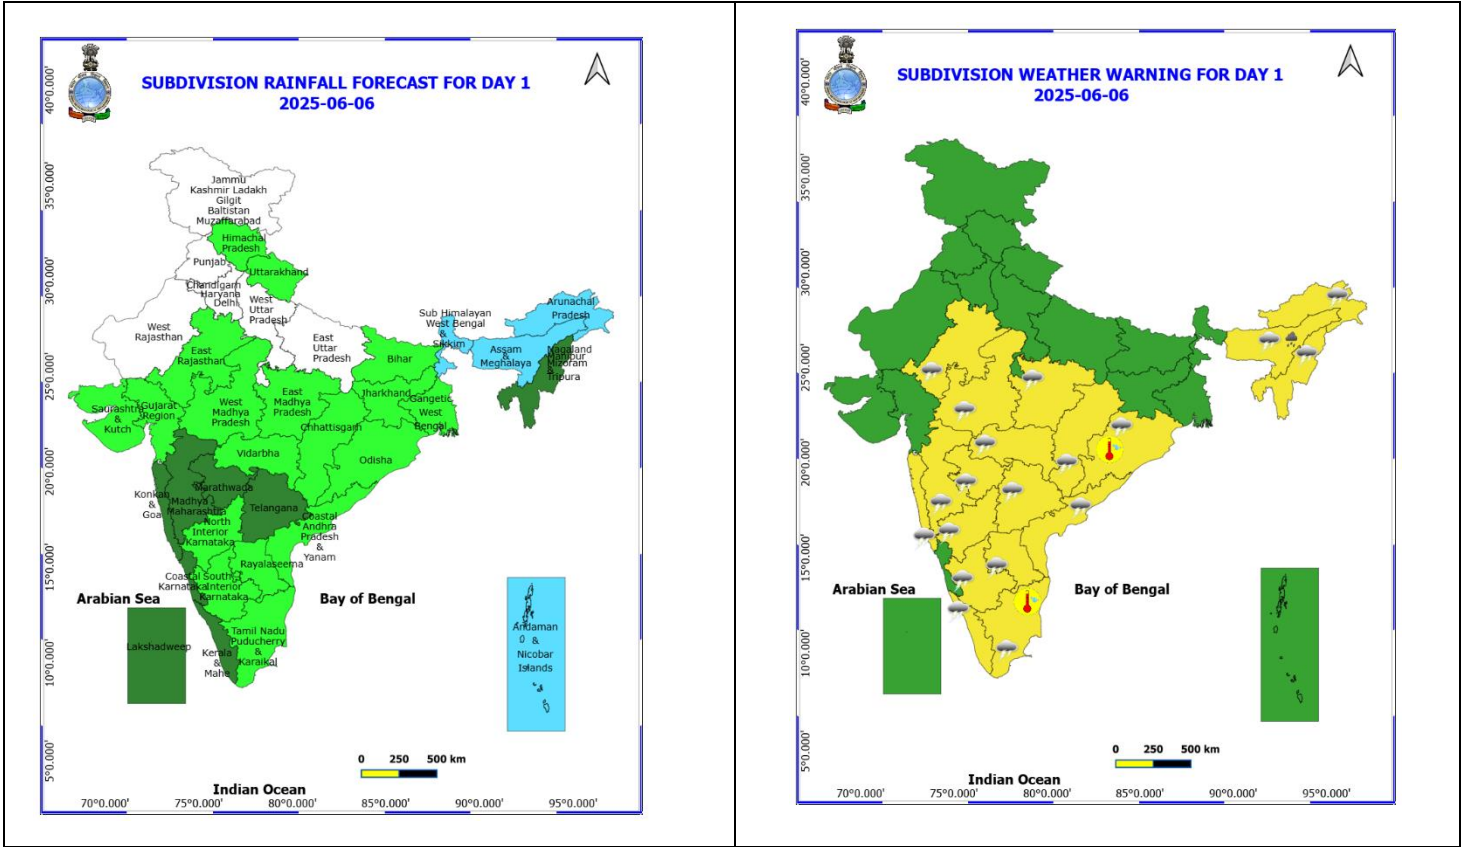 SUBDIVISION RAINFALL FORECAST FOR DAY 1
2025-06-06
40°0.000'
35°0.000'
30°0.000'
25°0.000'
20°0.000'
15°0.000'
10°0.000'
5°0.000'
Jammu
Kashmir Ladakh
Gilgit
Baltistan
Muzaffarabad
Himachal
Pradesh
Punjab
Uttarakhand
Chandigarh
Haryana
Delhi
West
Uttar
Pradesh
West
Rajasthan
East
Uttar
Pradesh
East
Rajasthan
Sub Himalayan
West Bengal
&
Sikkim
Arunachal
Pradesh
Assam
&
Meghalaya
Nagaland
Manipur
Mizoram
Tripura
Bihar
Jharkhand
Gangetic
West
Bengal
Saurashtra
&
Kutch
Gujarat
Region
West
Madhya
Pradesh
East
Madhya
Pradesh
Chhattisgarh
Vidarbha
Odisha
Konkan
&
Goa
Madhya
Maharashtra
Marathwada
Telangana
North
Interior
Karnataka
Coastal
Andhra
Pradesh
&
Yanam
Rayalaseema
Coastal
Karnataka
South
Interior
Karnataka
Arabian Sea
Bay of Bengal
Lakshadweep
Kerala
&
Mahe
Tamil Nadu
Puducherry
&
Karaikal
Andaman
&
Nicobar
Islands
0 250 500 km
Indian Ocean
70°0.000' 75°0.000' 80°0.000' 85°0.000' 90°0.000' 95°0.000'
SUBDIVISION WEATHER WARNING FOR DAY 1
2025-06-06
40°0.000'
35°0.000'
30°0.000'
25°0.000'
20°0.000'
15°0.000'
10°0.000'
5°0.000'
Arabian Sea
Bay of Bengal
0 250 500 km
Indian Ocean
70°0.000' 75°0.000' 80°0.000' 85°0.000' 90°0.000' 95°0.000'